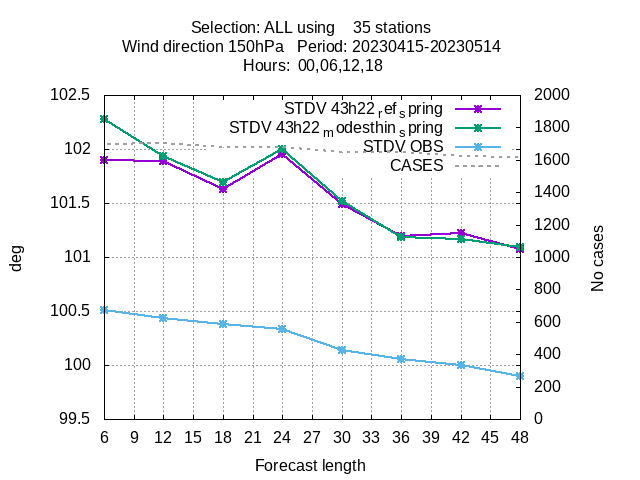 Selection: ALL using 35 stations
Wind direction 150hPa Period: 20230415-20230514
Hours: 00,06,12,18
102.5 2000
STDV 43h22 ref spring
1800
STDV 43h22 modesthin spring
102 STDV OBS
1600
CASES
1400
101.5
1200
101 1000
deg
No cases
800
100.5
600
400
100
200
99.5 0
6 9 12 15 18 21 24 27 30 33 36 39 42 45 48
Forecast length